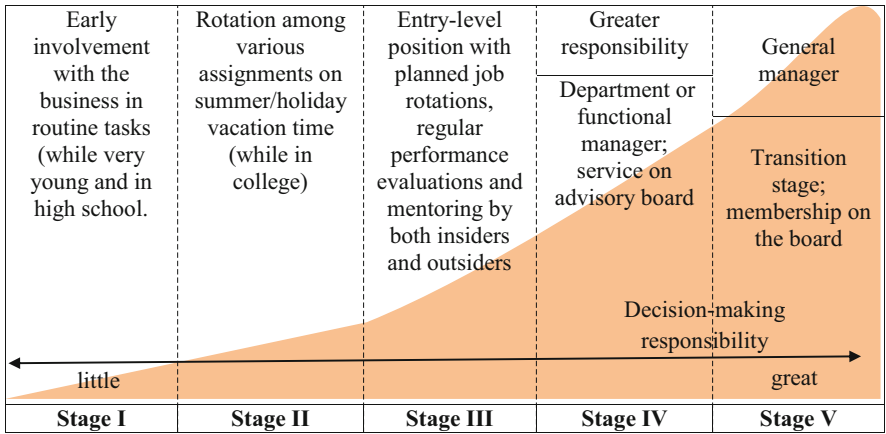 Early
involvement
with the
business in
routine tasks
(while very
young and in
high school.
Rotation among
various
assignments on
summer/holiday
vacation time
(while in
college)
Entry-level
position with
planned job
rotations,
regular
performance
evaluations and
mentoring by
both insiders
and outsiders
Greater
responsibility
Department or
functional
manager;
service on
advisory board
General
manager
Transition
stage;
membership on
the board
Decision-making
responsibility
little
great
Stage I
Stage II
Stage III
Stage IV
Stage V